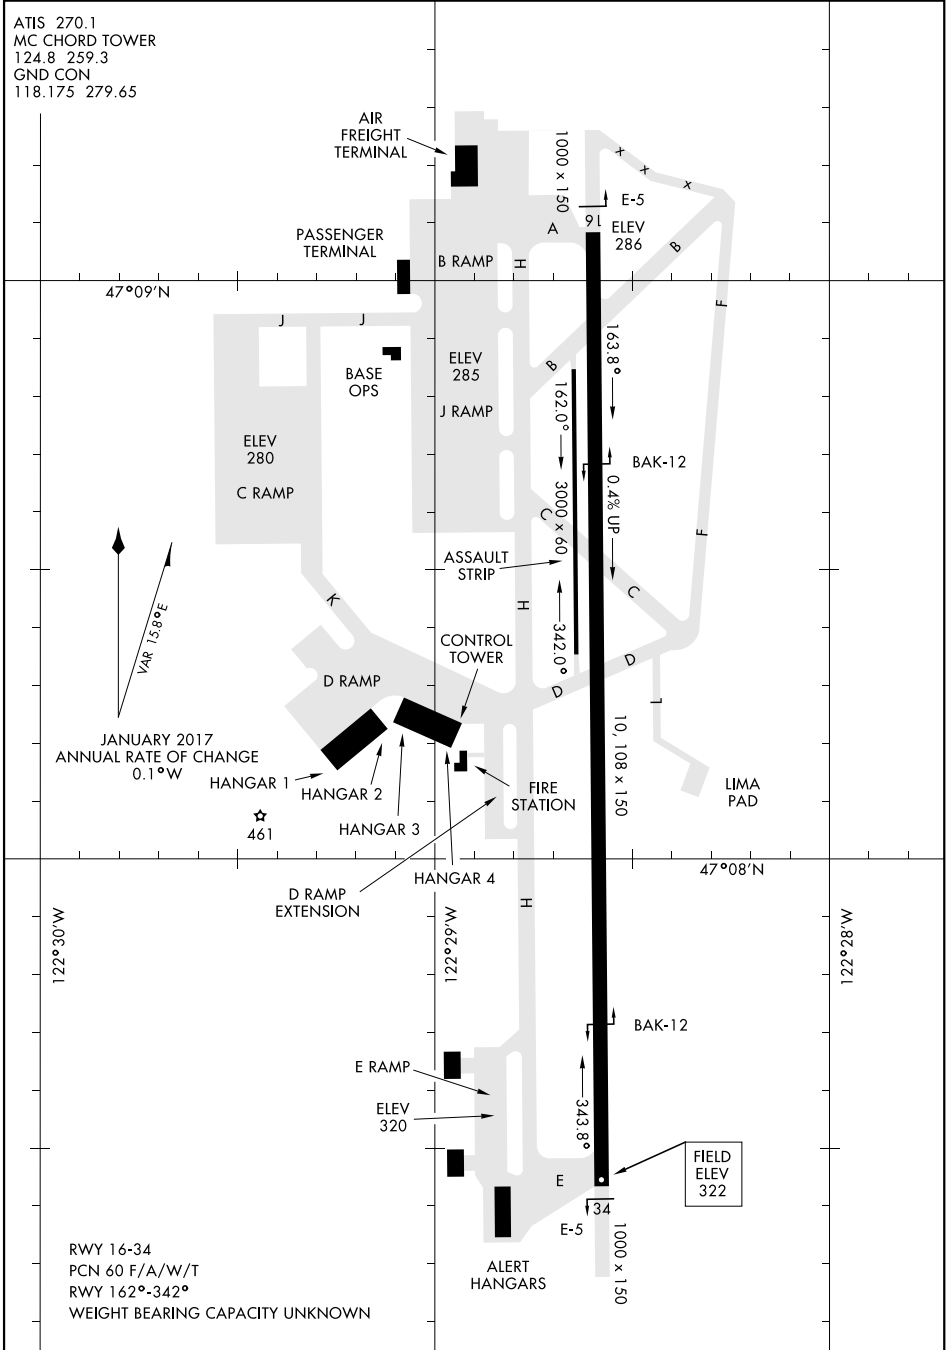 ATIS 270.1
MC CHORD TOWER
124.8 259.3
GND CON
118.175 279.65
AIR
FREIGHT
TERMINAL
1000 x 150
x
x
x
E-5
16
A
ELEV
286
PASSENGER
TERMINAL
B RAMP
H
B
47°09'N
F
J
J
163.8°
BASE
OPS
ELEV
285
B
162.0°
J RAMP
ELEV
280
BAK-12
C RAMP
0.4% UP
3000 x 60
C
F
ASSAULT
STRIP
C
K
H
VAR 15.8°E
342.0°
CONTROL
TOWER
D
D RAMP
D
L
JANUARY 2017
ANNUAL RATE OF CHANGE
0.1°W
10, 108 x 150
HANGAR 1
HANGAR 2
FIRE
STATION
LIMA
PAD
HANGAR 3
461
47°08'N
HANGAR 4
D RAMP
EXTENSION
H
122°30'W
122°29'W
122°28'W
BAK-12
E RAMP
ELEV
320
343.8°
FIELD
ELEV
322
E
34
E-5
1000 x 150
ALERT
HANGARS
RWY 16-34
PCN 60 F/A/W/T
RWY 162°-342°
WEIGHT BEARING CAPACITY UNKNOWN